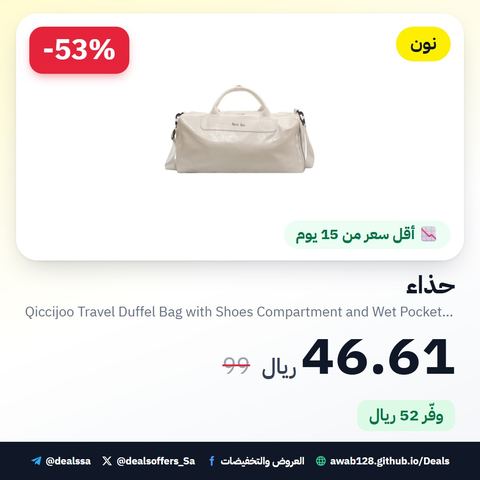 -53%
نون
أقل سعر من 15 يوم
حذاء
Qiccijoo Travel Duffel Bag with Shoes Compartment and Wet Pocket...
46.61 ريال 99
وفّر 52 ريال
@dealssa @dealsoffers_Sa العروض والتخفيضات awab128.github.io/Deals